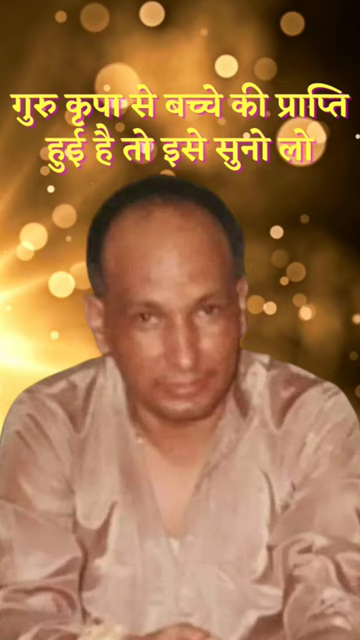 गुरु कृपा से बच्चे की प्राप्ति
हुई है तो इसे सुनो लो